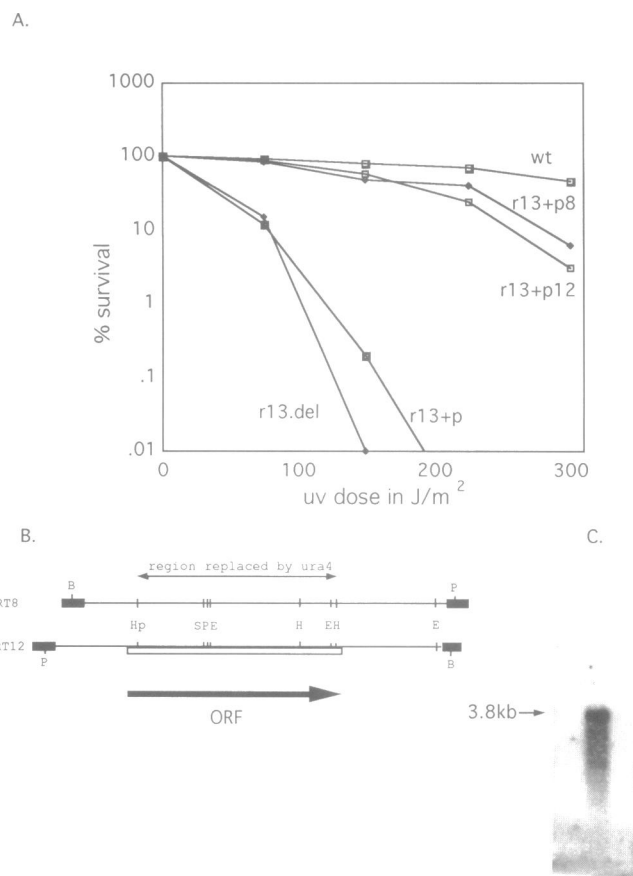 A.
1000
100
10
1
.1
.01
% survival
wt
r13+p8
r13+p12
r13.del
r13+p
0
100
200
300
uv dose in J/m²
B.
C.
region replaced by ura4
B
P
RT8
Hp
SPE
H
EH
E
RT12
P
B
ORF
3.8kb